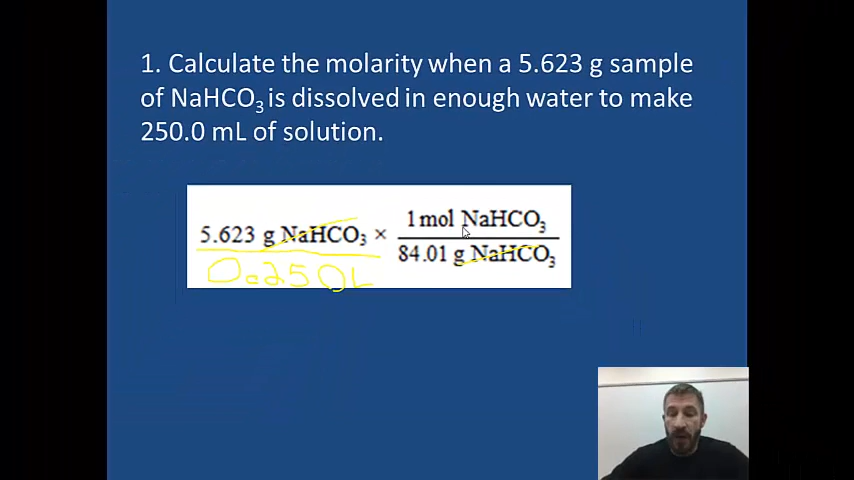 1. Calculate the molarity when a 5.623 g sample
of NaHCO₃ is dissolved in enough water to make
250.0 mL of solution.
5.623 g NaHCO₃ × 1 mol NaHCO₃
0.250L 84.01 g NaHCO₃